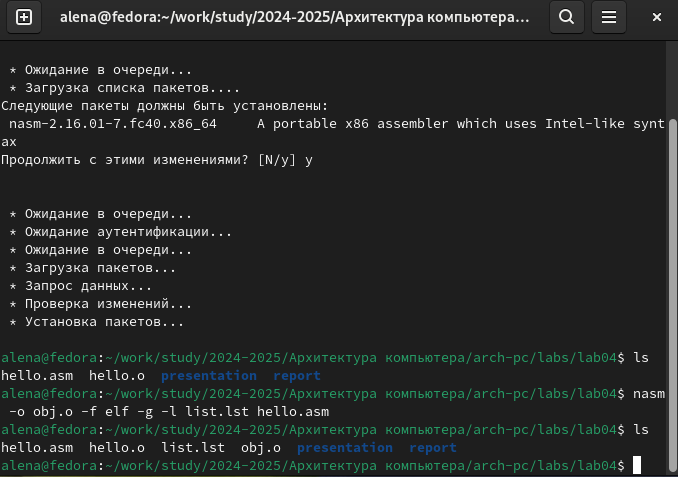 alena@fedora:~/work/study/2024-2025/Архитектура компьютера...
* Ожидание в очереди...
* Загрузка списка пакетов....
Следующие пакеты должны быть установлены:
nasm-2.16.01-7.fc40.x86_64     A portable x86 assembler which uses Intel-like synt
ax
Продолжить с этими изменениями? [N/y] y
* Ожидание в очереди...
* Ожидание аутентификации...
* Ожидание в очереди...
* Загрузка пакетов...
* Запрос данных...
* Проверка изменений...
* Установка пакетов...
alena@fedora:~/work/study/2024-2025/Архитектура компьютера/arch-pc/labs/lab04$ ls
hello.asm  hello.o  presentation  report
alena@fedora:~/work/study/2024-2025/Архитектура компьютера/arch-pc/labs/lab04$ nasm
-o obj.o -f elf -g -l list.lst hello.asm
alena@fedora:~/work/study/2024-2025/Архитектура компьютера/arch-pc/labs/lab04$ ls
hello.asm  hello.o  list.lst  obj.o  presentation  report
alena@fedora:~/work/study/2024-2025/Архитектура компьютера/arch-pc/labs/lab04$